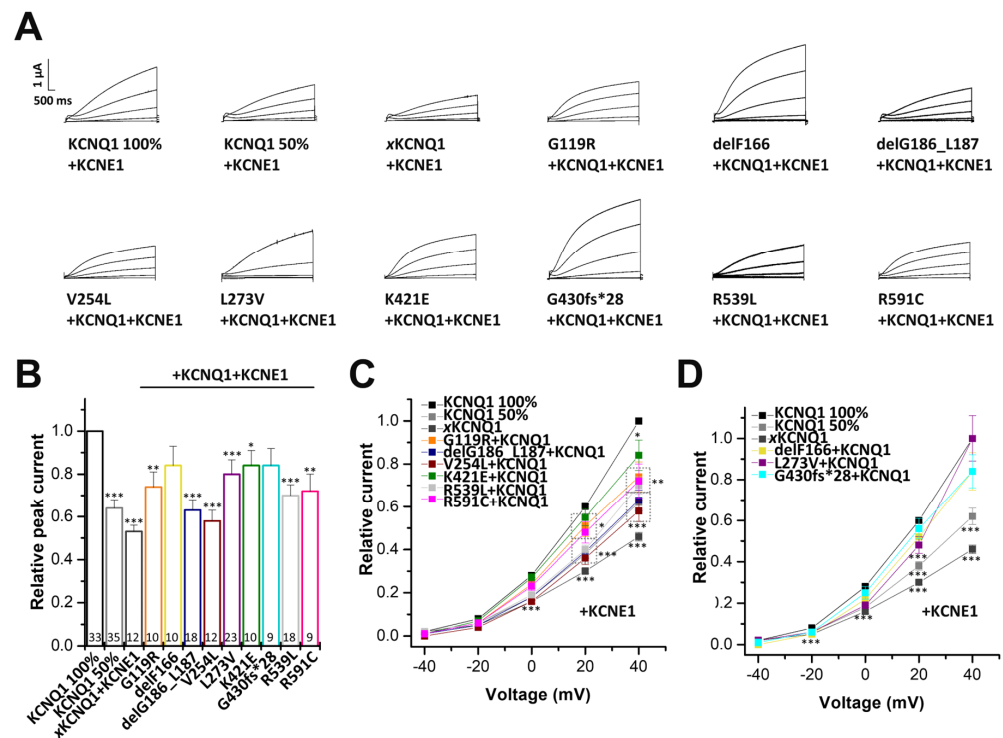 A
1 µA
500 ms
KCNQ1 100%
+KCNE1
KCNQ1 50%
+KCNE1
xKCNQ1
+KCNE1
G119R
+KCNQ1+KCNE1
delF166
+KCNQ1+KCNE1
delG186_L187
+KCNQ1+KCNE1
V254L
+KCNQ1+KCNE1
L273V
+KCNQ1+KCNE1
K421E
+KCNQ1+KCNE1
G430fs*28
+KCNQ1+KCNE1
R539L
+KCNQ1+KCNE1
R591C
+KCNQ1+KCNE1
B
+KCNQ1+KCNE1
Relative peak current
1.0
0.8
0.6
0.4
0.2
0.0
***
***
**
***
***
***
*
***
**
33
35
12
10
10
18
12
23
10
9
18
9
KCNQ1 100%
KCNQ1 50%
xKCNQ1+KCNE1
G119R
delF166
delG186_L187
V254L
L273V
K421E
G430fs*28
R539L
R591C
C
KCNQ1 100%
KCNQ1 50%
xKCNQ1
G119R+KCNQ1
delG186_L187+KCNQ1
V254L+KCNQ1
K421E+KCNQ1
R539L+KCNQ1
R591C+KCNQ1
Relative current
1.0
0.8
0.6
0.4
0.2
0.0
*
**
***
***
*
***
***
***
+KCNE1
-40
-20
0
20
40
Voltage (mV)
D
KCNQ1 100%
KCNQ1 50%
xKCNQ1
delF166+KCNQ1
L273V+KCNQ1
G430fs*28+KCNQ1
Relative current
1.0
0.8
0.6
0.4
1.2
0.0
***
***
***
***
***
***
***
+KCNE1
-40
-20
0
20
40
Voltage (mV)